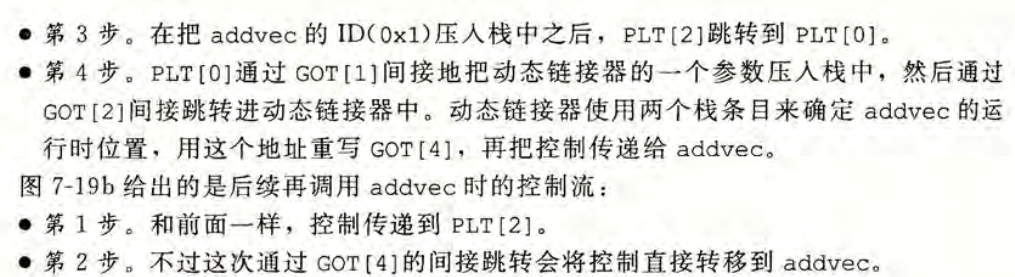 ● 第 3 步。在把 addvec 的 ID(0x1)压入栈中之后，PLT[2]跳转到 PLT[0]。
● 第 4 步。PLT[0]通过 GOT[1]间接地把动态链接器的一个参数压入栈中，然后通过
GOT[2]间接跳转进动态链接器中。动态链接器使用两个栈条目来确定 addvec 的运
行时位置，用这个地址重写 GOT[4]，再把控制传递给 addvec。
图 7-19b 给出的是后续再调用 addvec 时的控制流：
● 第 1 步。和前面一样，控制传递到 PLT[2]。
● 第 2 步。不过这次通过 GOT[4]的间接跳转会将控制直接转移到 addvec。